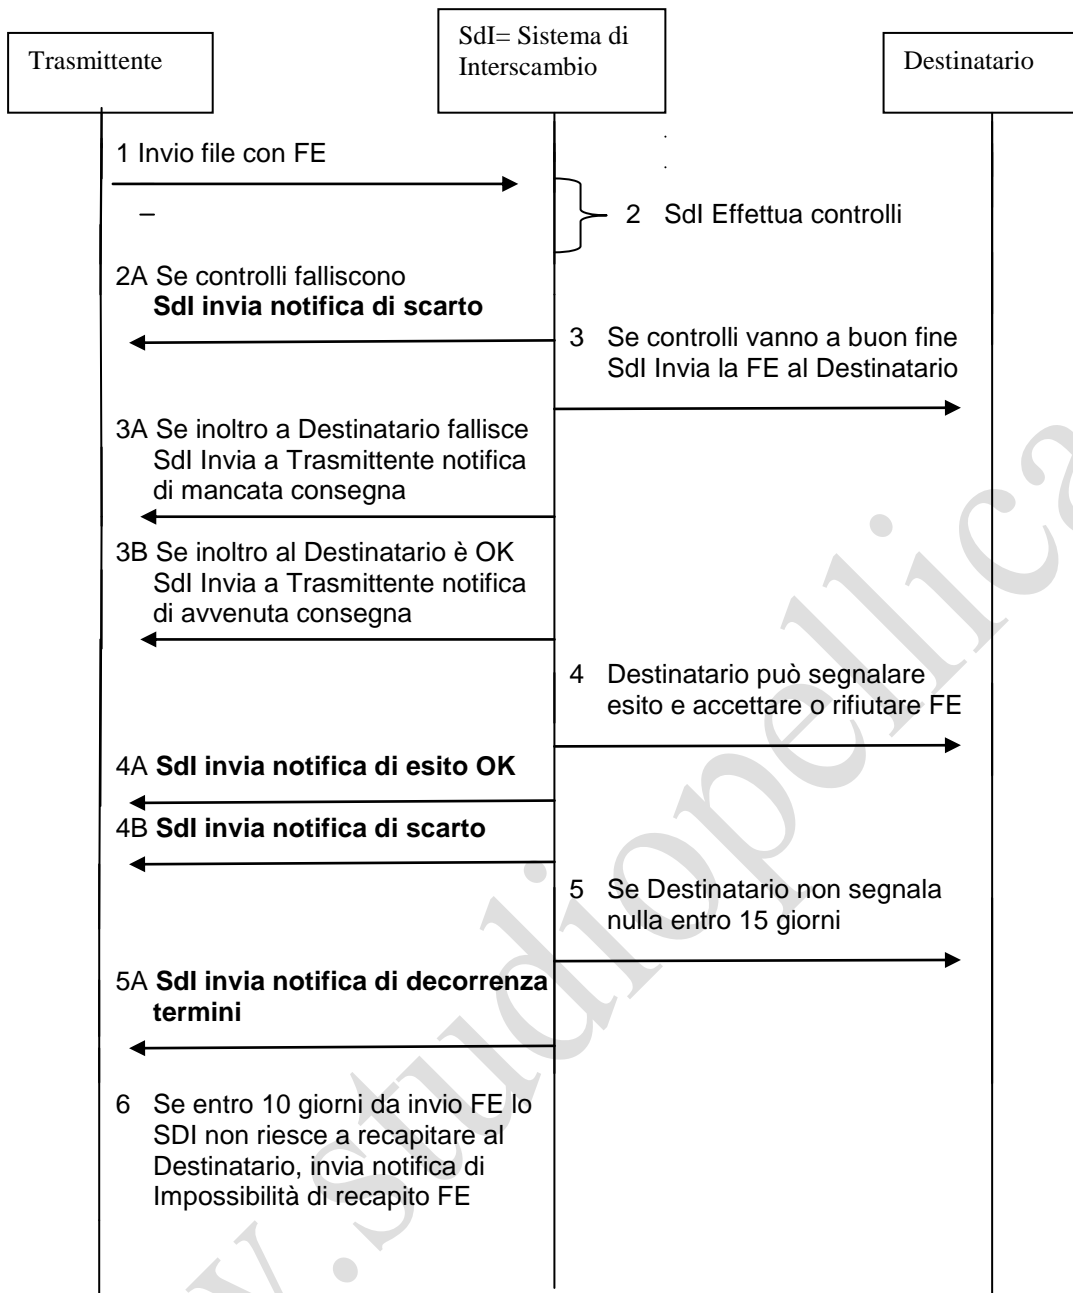 Trasmittente
SdI= Sistema di
Interscambio
Destinatario
1 Invio file con FE
–
2 SdI Effettua controlli
2A Se controlli falliscono
SdI invia notifica di scarto
3 Se controlli vanno a buon fine
SdI Invia la FE al Destinatario
3A Se inoltro a Destinatario fallisce
SdI Invia a Trasmittente notifica
di mancata consegna
3B Se inoltro al Destinatario è OK
SdI Invia a Trasmittente notifica
di avvenuta consegna
4 Destinatario può segnalare
esito e accettare o rifiutare FE
4A SdI invia notifica di esito OK
4B SdI invia notifica di scarto
5 Se Destinatario non segnala
nulla entro 15 giorni
5A SdI invia notifica di decorrenza
termini
6 Se entro 10 giorni da invio FE lo
SDI non riesce a recapitare al
Destinatario, invia notifica di
Impossibilità di recapito FE
.studiopellica